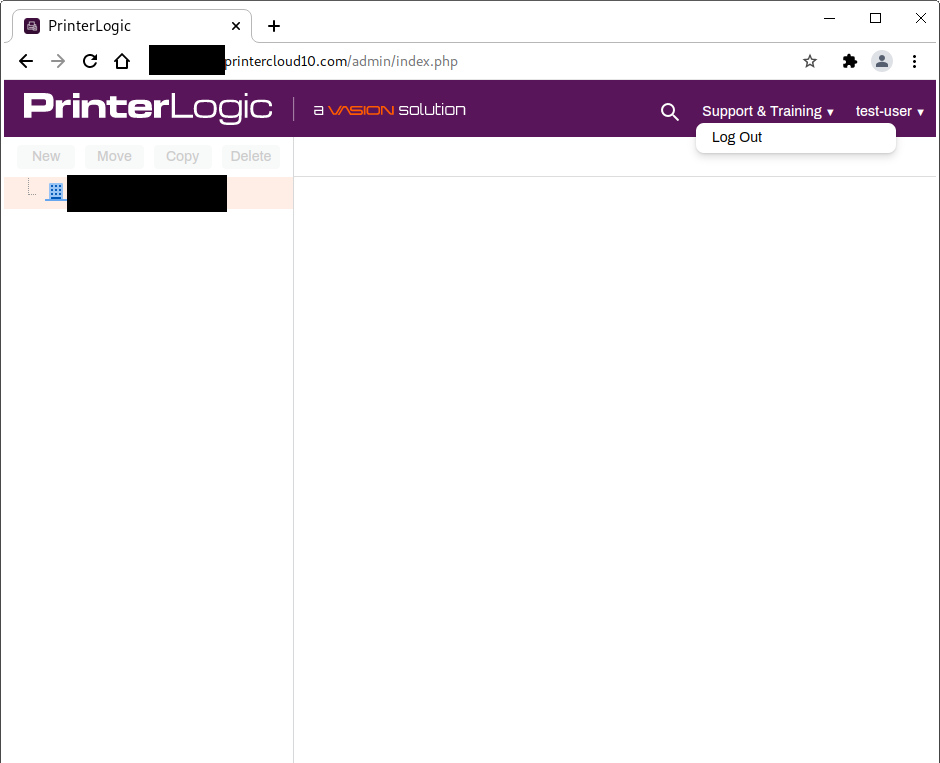 PrinterLogic
printercloud10.com/admin/index.php
PrinterLogic a VASION solution Support & Training ▾ test-user ▾
Log Out
New Move Copy Delete